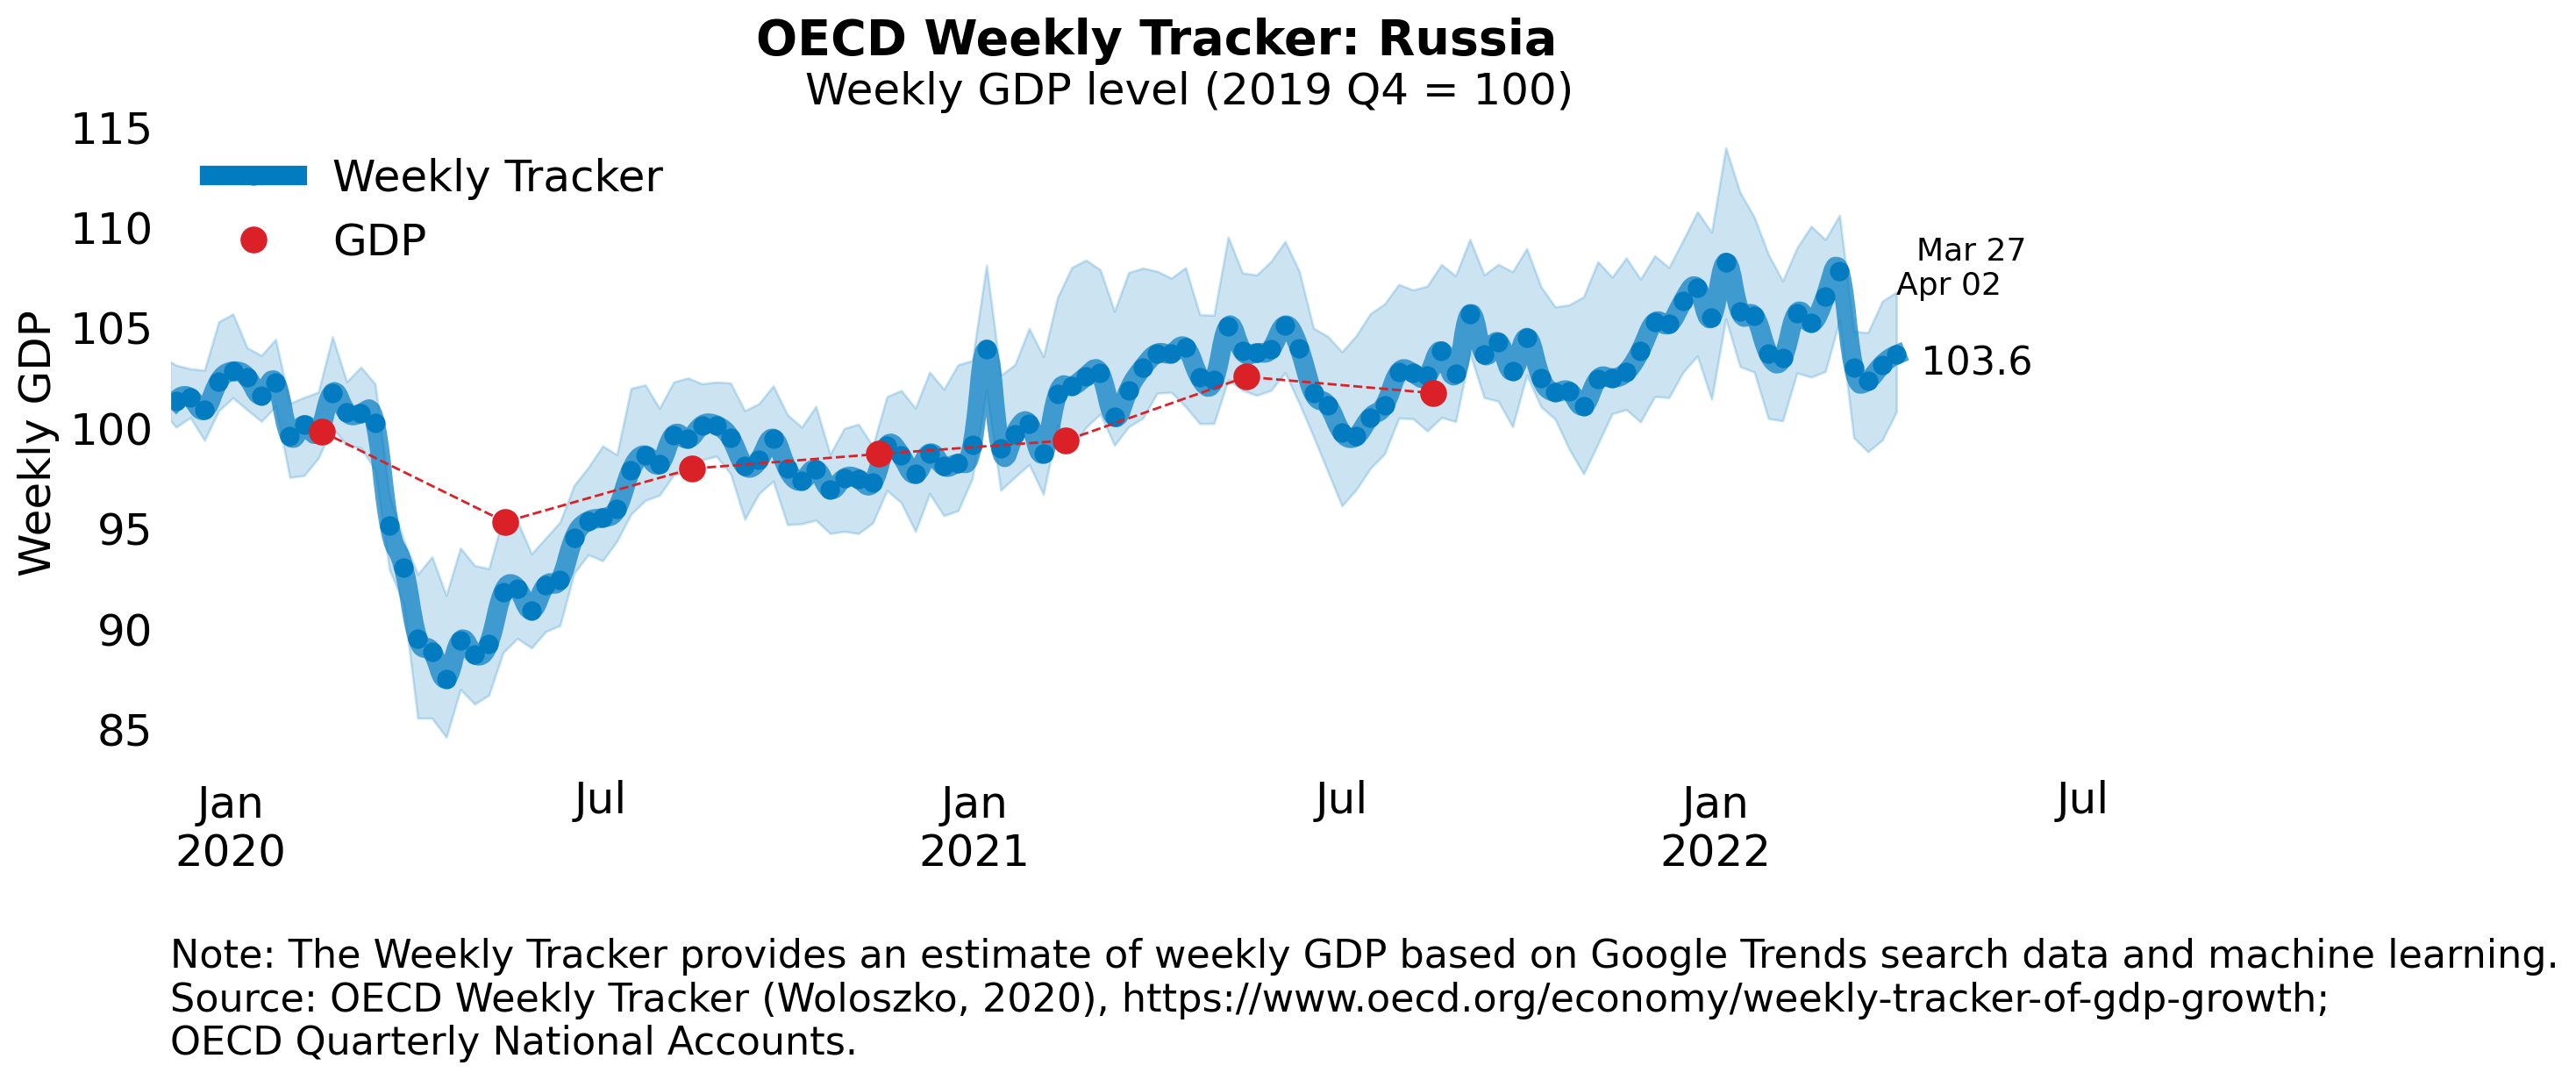 OECD Weekly Tracker: Russia
Weekly GDP level (2019 Q4 = 100)
115
110
105
100
95
90
85
Weekly GDP
Weekly Tracker
GDP
Mar 27
Apr 02
103.6
Jan
2020
Jul
Jan
2021
Jul
Jan
2022
Jul
Note: The Weekly Tracker provides an estimate of weekly GDP based on Google Trends search data and machine learning.
Source: OECD Weekly Tracker (Woloszko, 2020), https://www.oecd.org/economy/weekly-tracker-of-gdp-growth;
OECD Quarterly National Accounts.